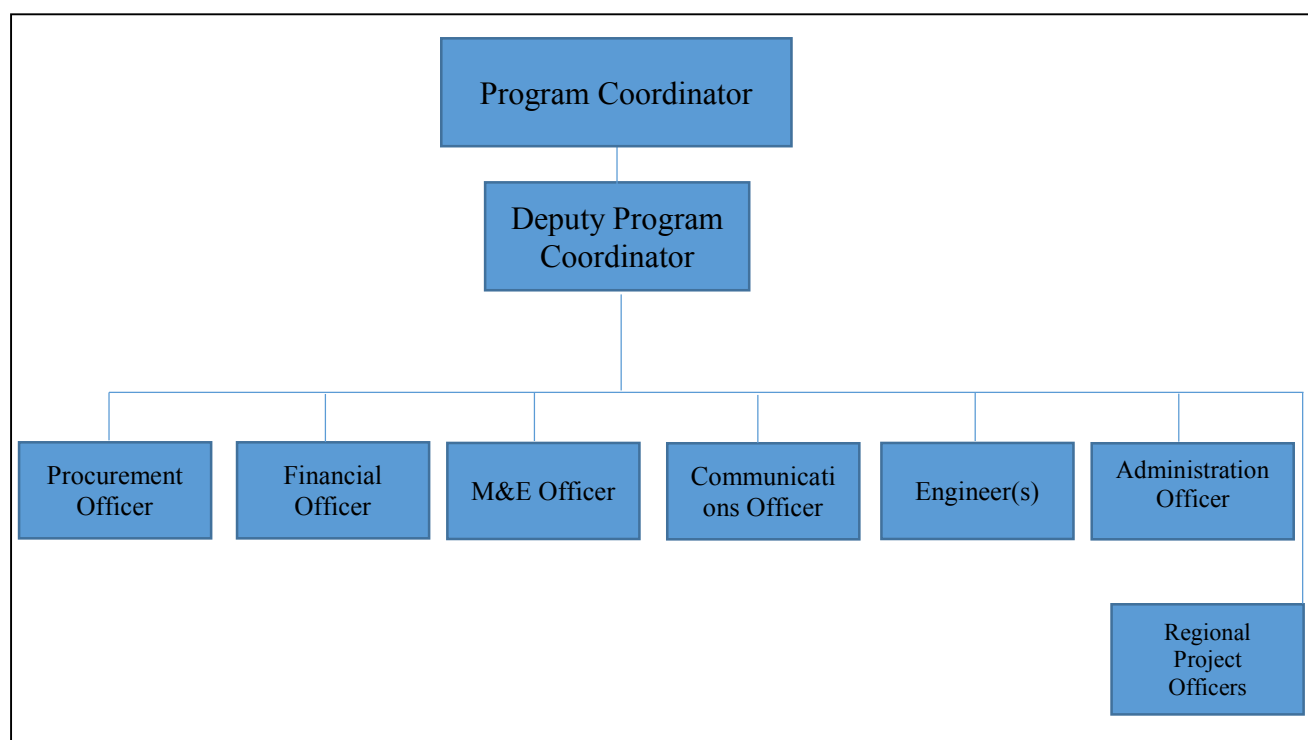 Program Coordinator
Deputy Program
Coordinator
Procurement
Officer
Financial
Officer
M&E Officer
Communicati
ons Officer
Engineer(s)
Administration
Officer
Regional
Project
Officers